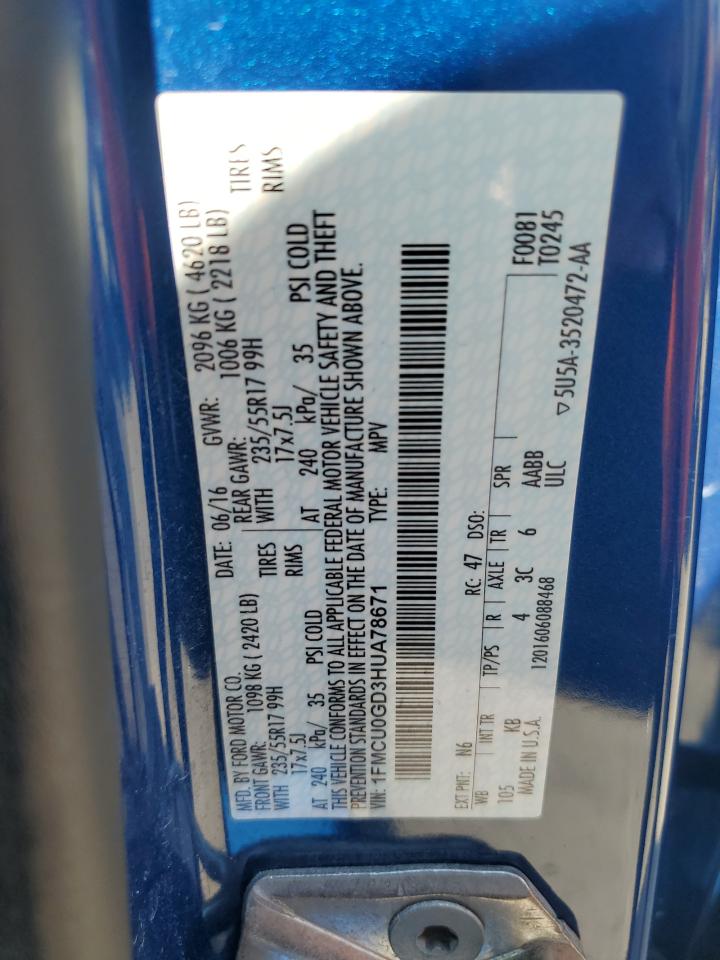 MFD. BY FORD MOTOR CO.
DATE: 06/16 GVWR: 2096 KG ( 4620 LB)
FRONT GAWR: 1098 KG ( 2420 LB) REAR GAWR: 1006 KG ( 2218 LB)
WITH 235/55R17 99H TIRES WITH 235/55R17 99H TIRES
17x7.5J RIMS 17x7.5J RIMS
AT 240 kPa/ 35 PSI COLD AT 240 kPa/ 35 PSI COLD
THIS VEHICLE CONFORMS TO ALL APPLICABLE FEDERAL MOTOR VEHICLE SAFETY AND THEFT
PREVENTION STANDARDS IN EFFECT ON THE DATE OF MANUFACTURE SHOWN ABOVE.
VIN: 1FMCU0GD3HUA78671 TYPE: MPV
EXT PNT: N6 RC: 47 DSO: F0081
T0245
WB INT TR TP/PS R AXLE TR SPR
105 KB 4 3C 6 AABB
MADE IN U.S.A. 1201606088468 ULC
▽5U5A-3520472-AA